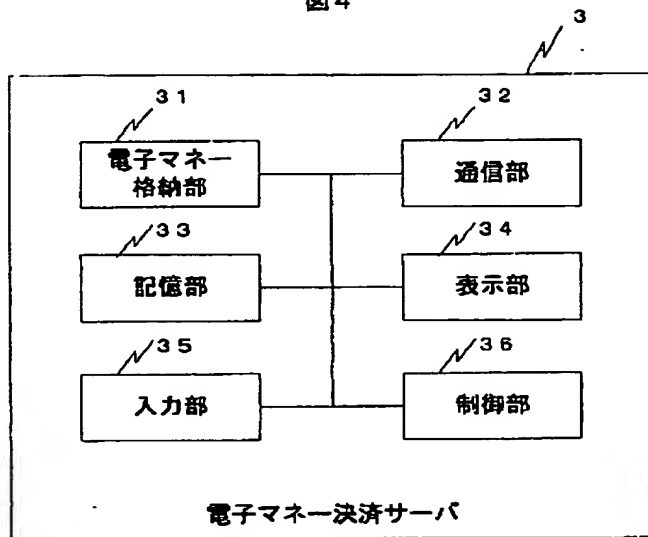 図4
3
31
32
電子マネー
格納部
通信部
33
34
記憶部
表示部
35
36
入力部
制御部
電子マネー決済サーバ